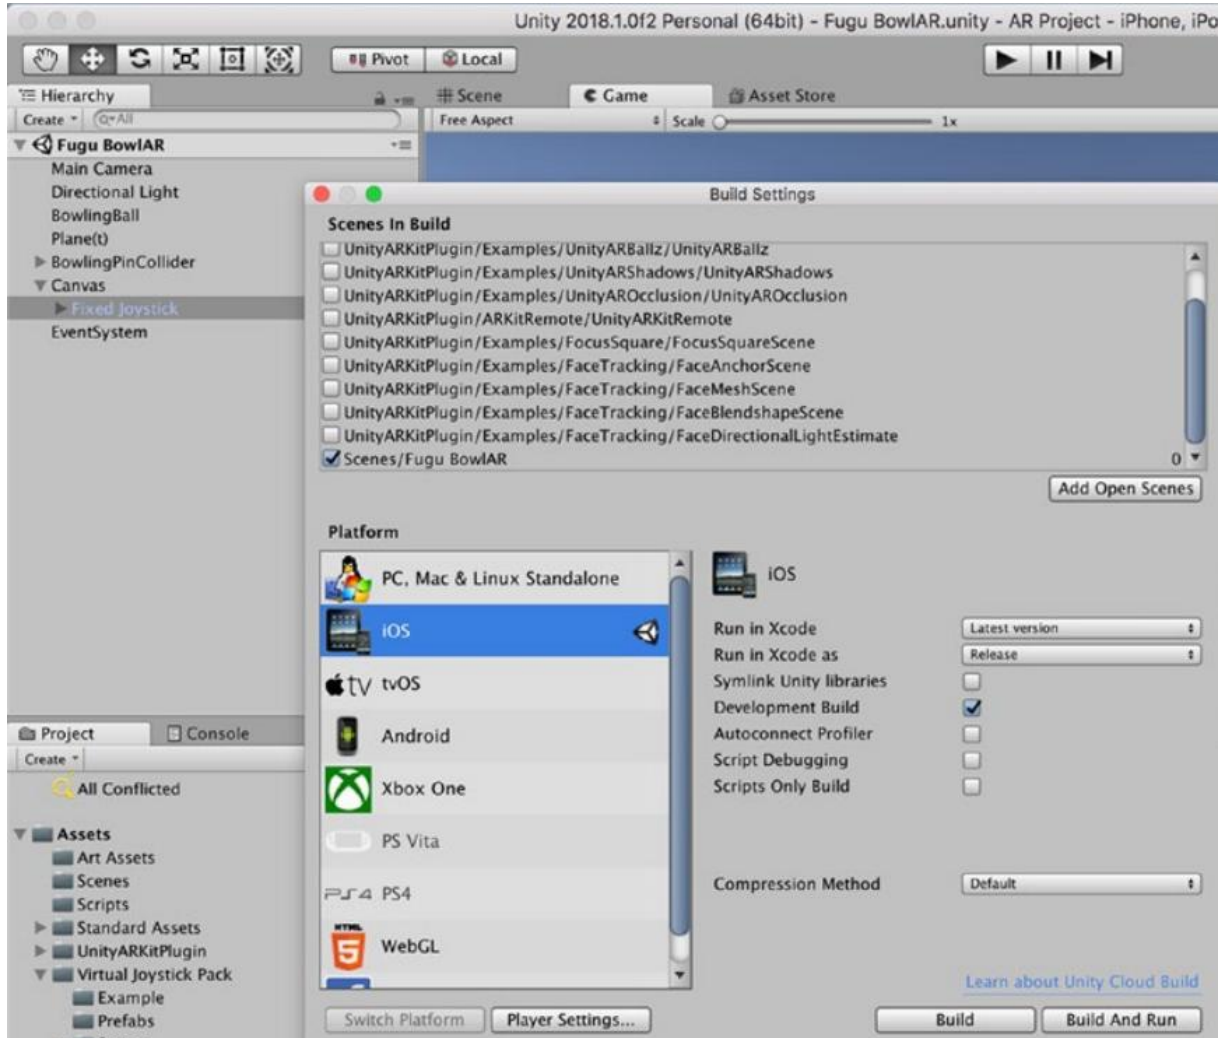 Unity 2018.1.0f2 Personal (64bit) - Fugu BowlAR.unity - AR Project - iPhone, iPo
Pivot Local
Hierarchy
Scene Game Asset Store
Create All
Free Aspect Scale 1x
Fugu BowlAR
Main Camera
Directional Light
BowlingBall
Plane(t)
BowlingPinCollider
Canvas
Fixed Joystick
EventSystem
Build Settings
Scenes In Build
UnityARKitPlugin/Examples/UnityARBallz/UnityARBallz
UnityARKitPlugin/Examples/UnityARShadows/UnityARShadows
UnityARKitPlugin/Examples/UnityAROcclusion/UnityAROcclusion
UnityARKitPlugin/ARKitRemote/UnityARKitRemote
UnityARKitPlugin/Examples/FocusSquare/FocusSquareScene
UnityARKitPlugin/Examples/FaceTracking/FaceAnchorScene
UnityARKitPlugin/Examples/FaceTracking/FaceMeshScene
UnityARKitPlugin/Examples/FaceTracking/FaceBlendshapeScene
UnityARKitPlugin/Examples/FaceTracking/FaceDirectionalLightEstimate
Scenes/Fugu BowlAR 0
Add Open Scenes
Platform
PC, Mac & Linux Standalone
iOS
tv tvOS
Android
Xbox One
PS Vita
PS4 PS4
HTML 5 WebGL
iOS
Run in Xcode Latest version
Run in Xcode as Release
Symlink Unity libraries
Development Build
Autoconnect Profiler
Script Debugging
Scripts Only Build
Compression Method Default
Learn about Unity Cloud Build
Switch Platform Player Settings... Build Build And Run
Project Console
Create
All Conflicted
Assets
Art Assets
Scenes
Scripts
Standard Assets
UnityARKitPlugin
Virtual Joystick Pack
Example
Prefabs